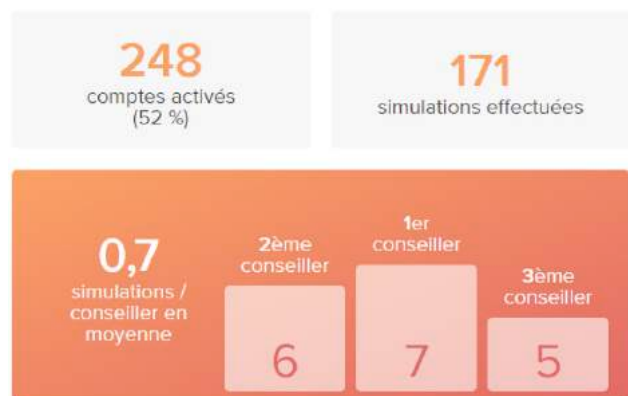 248
comptes activés
(52 %)
171
simulations effectuées
0,7
simulations /
conseiller en
moyenne
2ème
conseiller
6
1er
conseiller
7
3ème
conseiller
5